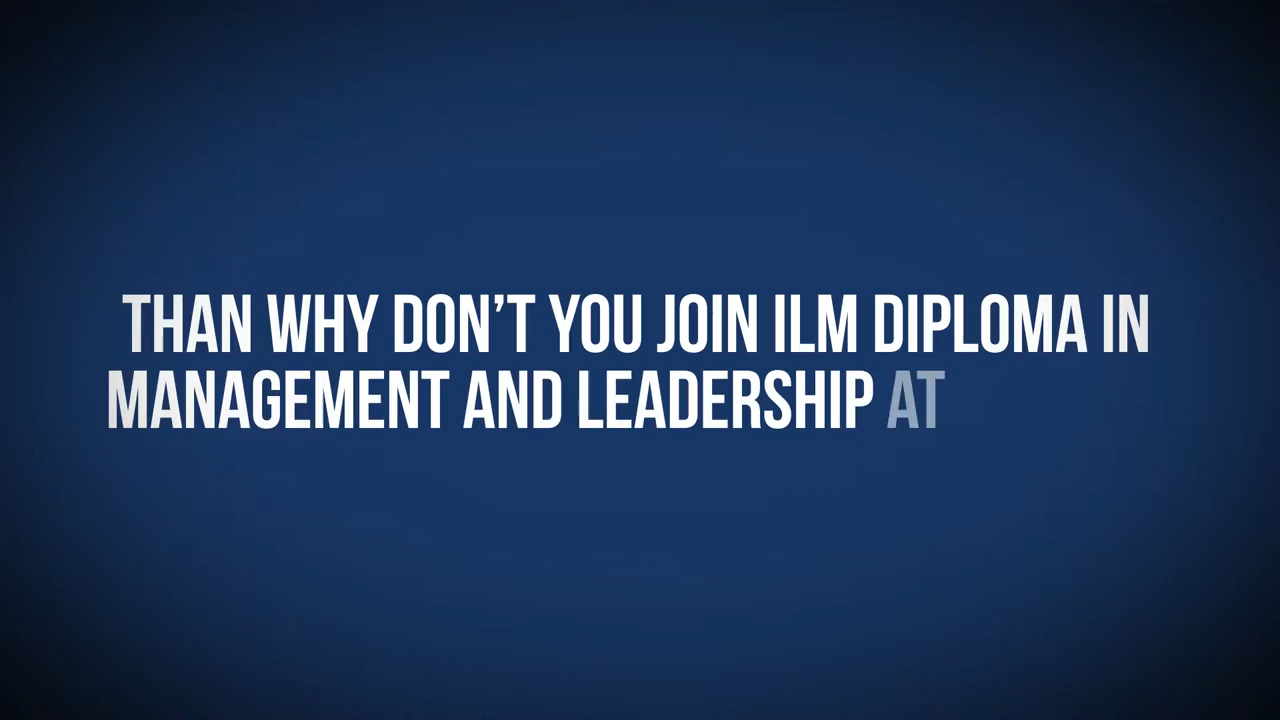 THAN WHY DON’T YOU JOIN ILM DIPLOMA IN
MANAGEMENT AND LEADERSHIP AT